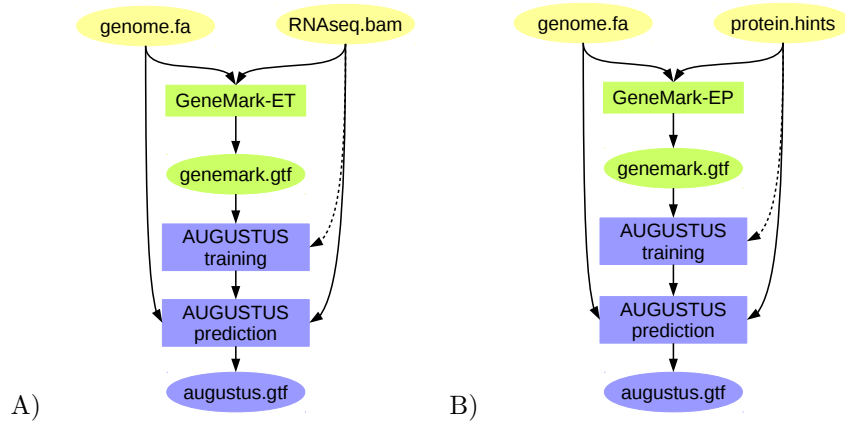 genome.fa
RNAseq.bam
GeneMark-ET
genemark.gtf
AUGUSTUS
training
AUGUSTUS
prediction
augustus.gtf
A)
genome.fa
protein.hints
GeneMark-EP
genemark.gtf
AUGUSTUS
training
AUGUSTUS
prediction
augustus.gtf
B)